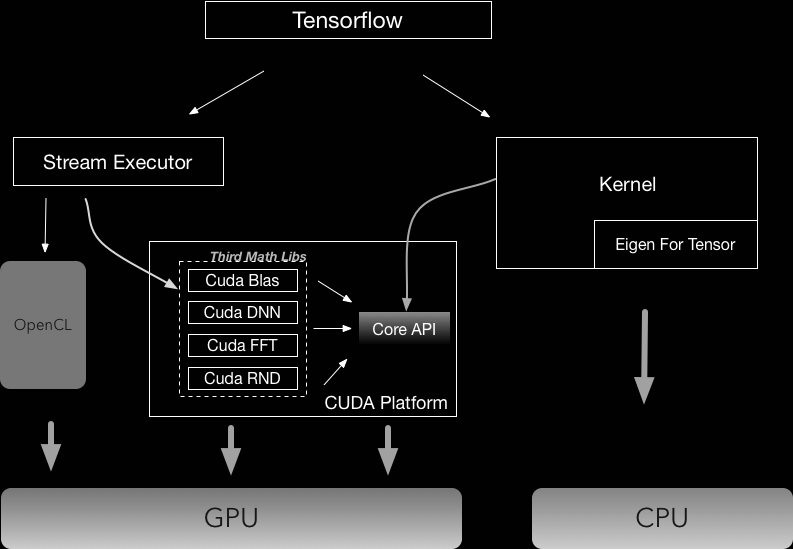 Tensorflow
Stream Executor
Kernel
Eigen For Tensor
Third Math Libs
Cuda Blas
Cuda DNN
Cuda FFT
Cuda RND
Core API
CUDA Platform
OpenCL
GPU
CPU